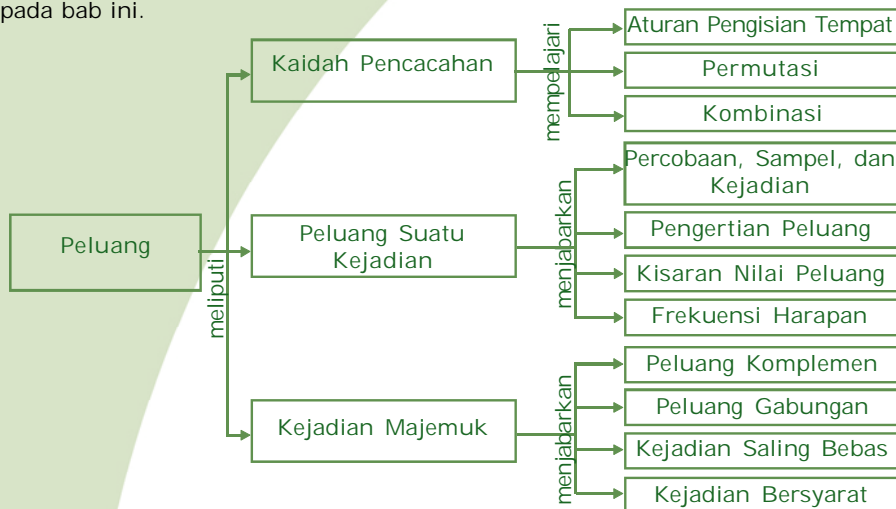 pada bab ini.
Peluang
meliputi
Kaidah Pencacahan
mempelajari
Aturan Pengisian Tempat
Permutasi
Kombinasi
Peluang Suatu
Kejadian
menjabarkan
Percobaan, Sampel, dan
Kejadian
Pengertian Peluang
Kisaran Nilai Peluang
Frekuensi Harapan
Kejadian Majemuk
menjabarkan
Peluang Komplemen
Peluang Gabungan
Kejadian Saling Bebas
Kejadian Bersyarat